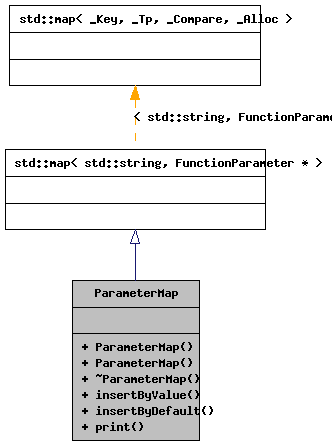 std::map< _Key, _Tp, _Compare, _Alloc >
< std::string, FunctionParame
std::map< std::string, FunctionParameter * >
ParameterMap
+ ParameterMap()
+ ParameterMap()
+ ~ParameterMap()
+ insertByValue()
+ insertByDefault()
+ print()